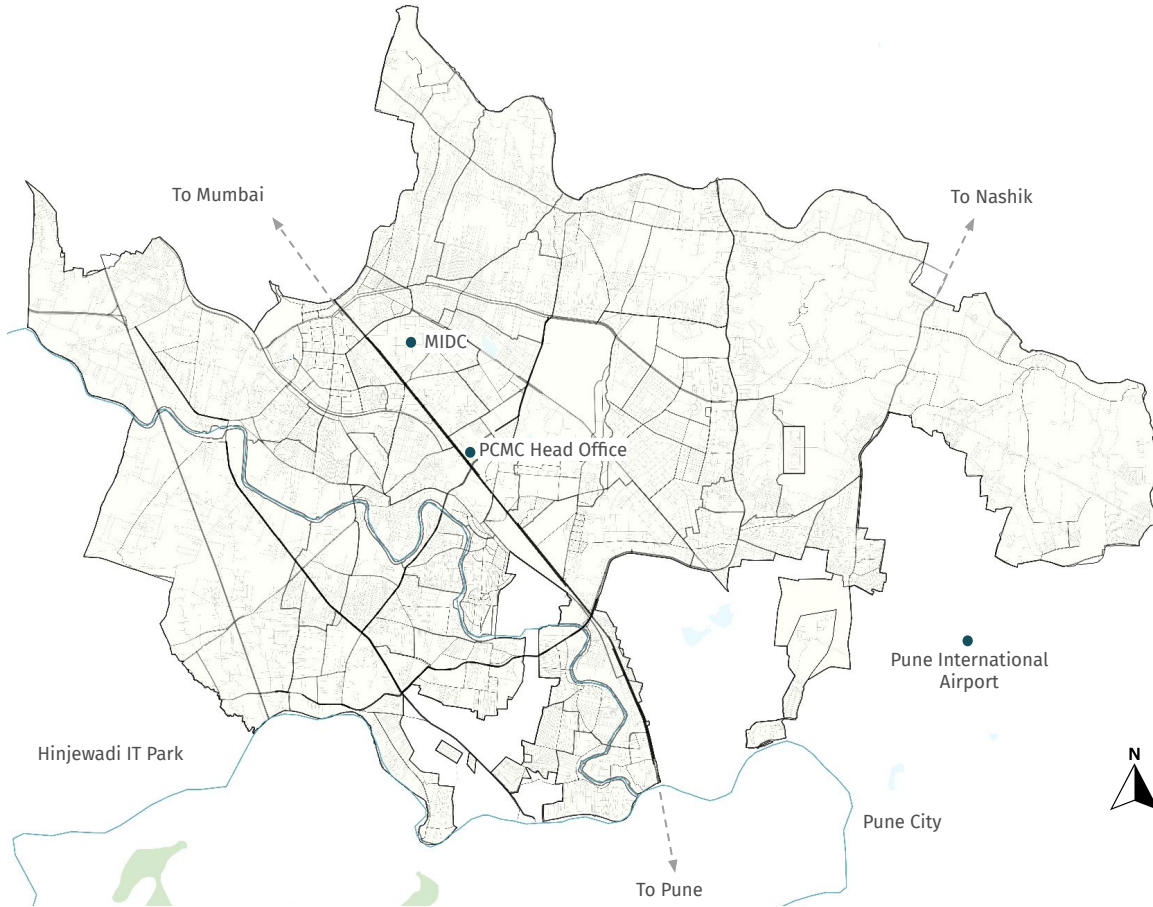 To Mumbai
To Nashik
MIDC
PCMC Head Office
Pune International
Airport
Hinjewadi IT Park
N
Pune City
To Pune